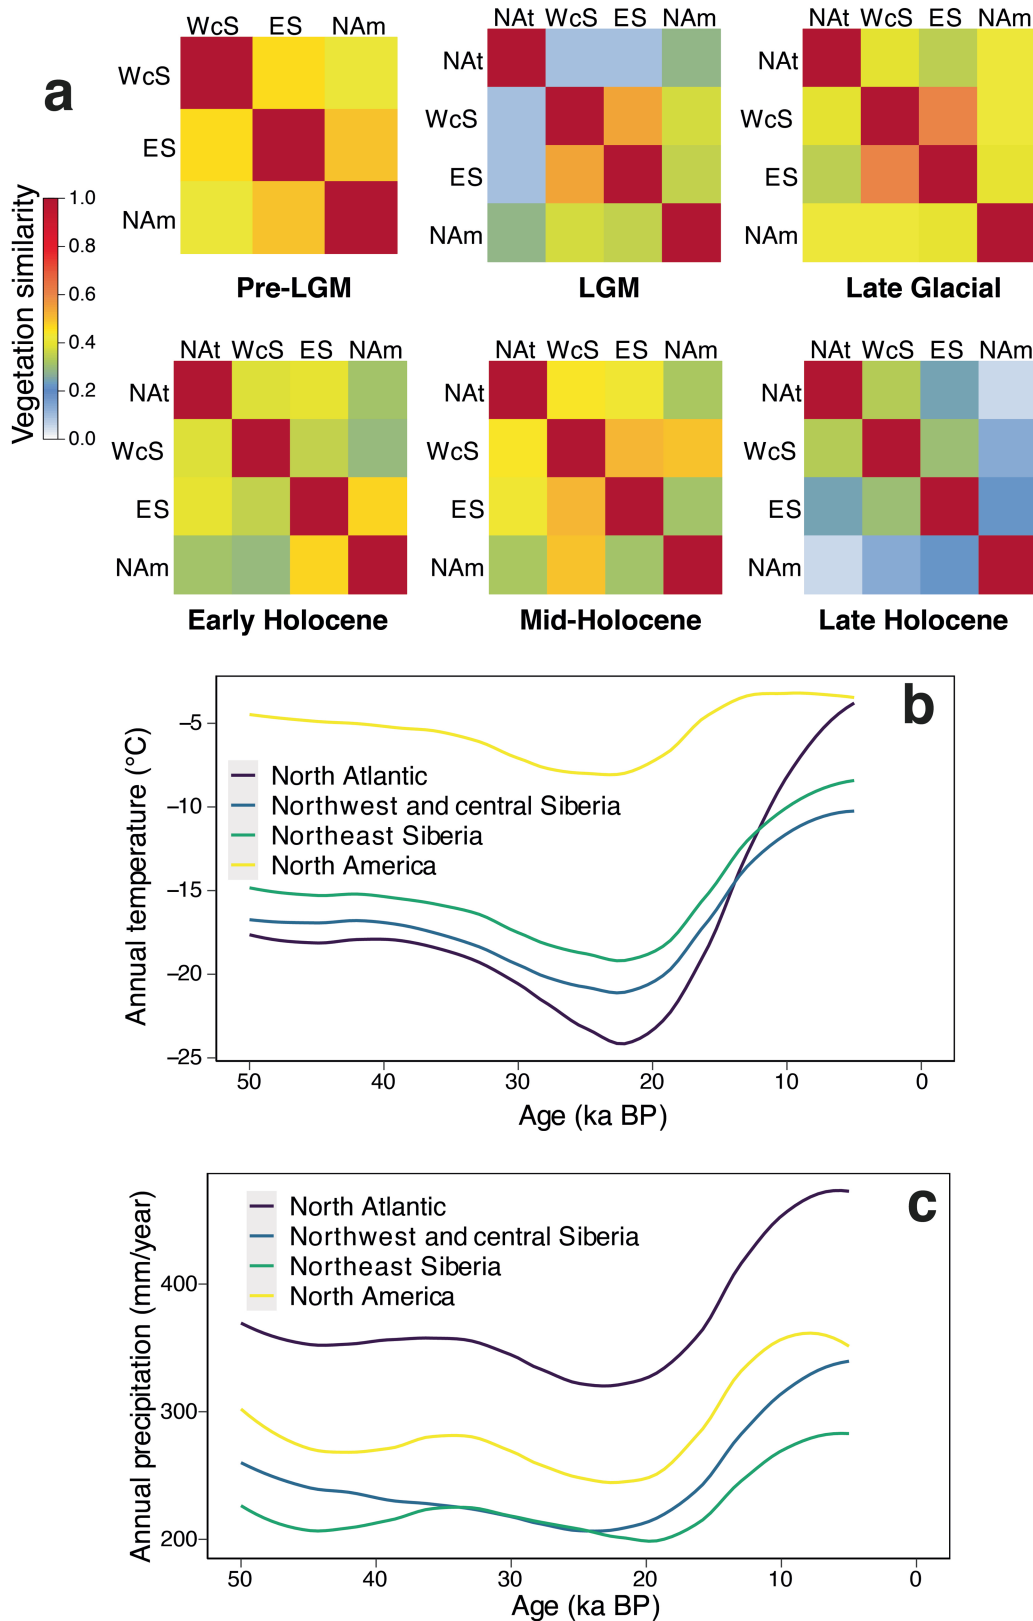 a
WcS ES NAm
WcS
ES
NAm
Pre-LGM
NAt WcS ES NAm
NAt
WcS
ES
NAm
LGM
NAt WcS ES NAm
NAt
WcS
ES
NAm
Late Glacial
Vegetation similarity
1.0
0.8
0.6
0.4
0.2
0.0
NAt WcS ES NAm
NAt
WcS
ES
NAm
Early Holocene
NAt WcS ES NAm
NAt
WcS
ES
NAm
Mid-Holocene
NAt WcS ES NAm
NAt
WcS
ES
NAm
Late Holocene
b
Annual temperature (°C)
−5
−10
−15
−20
−25
North Atlantic
Northwest and central Siberia
Northeast Siberia
North America
50 40 30 20 10 0
Age (ka BP)
c
Annual precipitation (mm/year)
400
300
200
North Atlantic
Northwest and central Siberia
Northeast Siberia
North America
50 40 30 20 10 0
Age (ka BP)